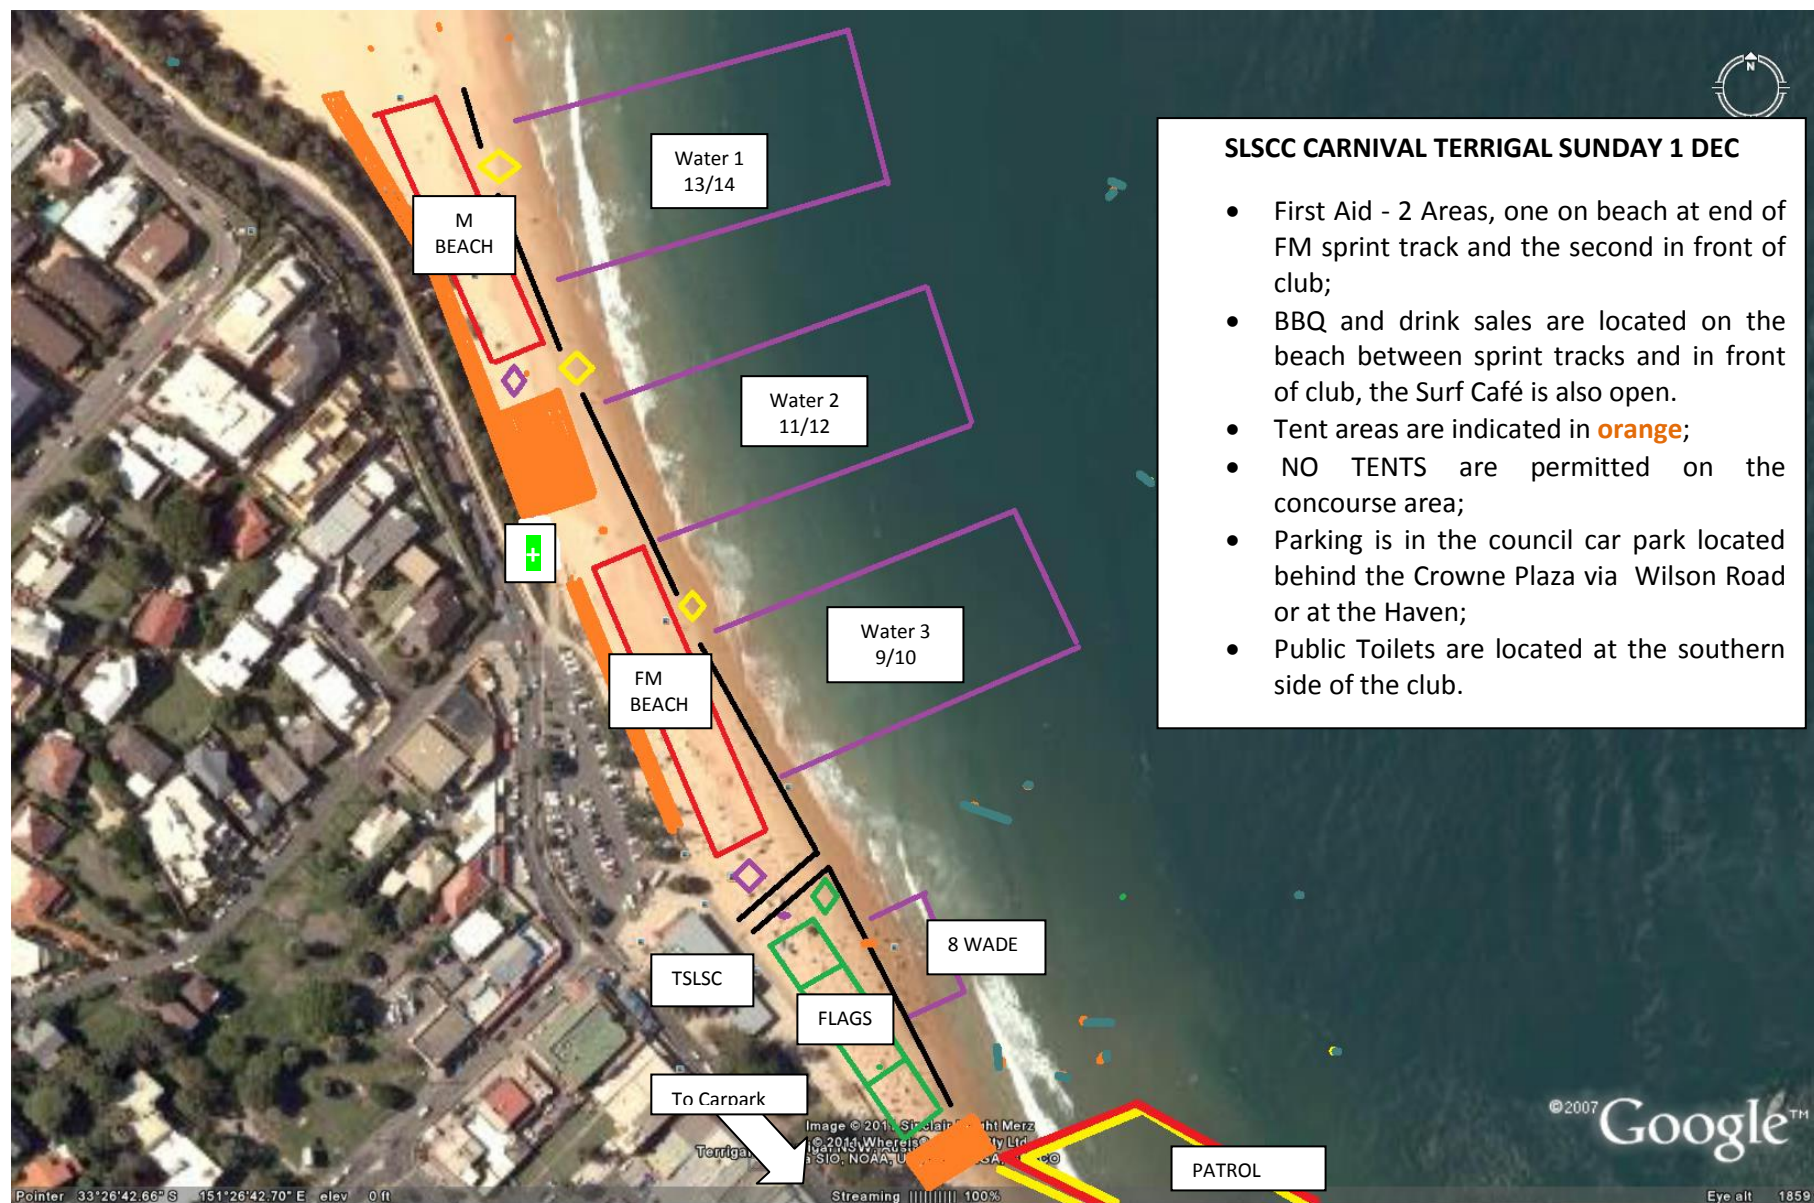 N
SLSCC CARNIVAL TERRIGAL SUNDAY 1 DEC
• First Aid - 2 Areas, one on beach at end of
FM sprint track and the second in front of
club;
• BBQ and drink sales are located on the
beach between sprint tracks and in front
of club, the Surf Café is also open.
• Tent areas are indicated in orange;
• NO TENTS are permitted on the
concourse area;
• Parking is in the council car park located
behind the Crowne Plaza via Wilson Road
or at the Haven;
• Public Toilets are located at the southern
side of the club.
Water 1
13/14
M
BEACH
Water 2
11/12
+
Water 3
9/10
FM
BEACH
8 WADE
TSLSC
FLAGS
To Carpark
PATROL
©2007 Google™
Pointer 33°26'42.66" S 151°26'42.70" E elev 0 ft
Streaming 100%
Eye alt 1859